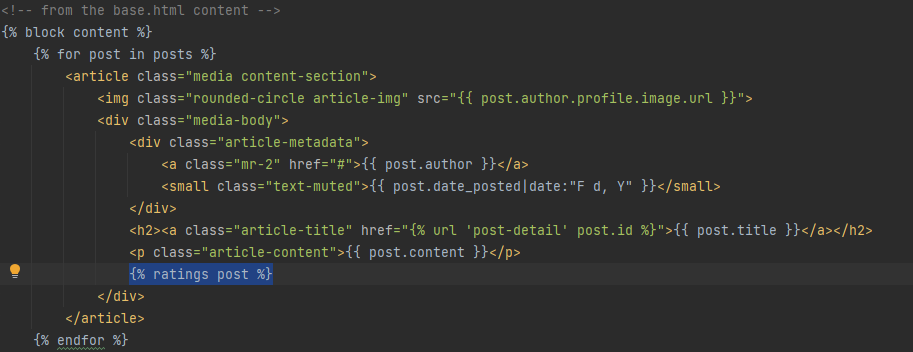 <!-- from the base.html content -->
{% block content %}
    {% for post in posts %}
        <article class="media content-section">
            <img class="rounded-circle article-img" src="{{ post.author.profile.image.url }}">
            <div class="media-body">
                <div class="article-metadata">
                    <a class="mr-2" href="#">{{ post.author }}</a>
                    <small class="text-muted">{{ post.date_posted|date:"F d, Y" }}</small>
                </div>
                <h2><a class="article-title" href="{% url 'post-detail' post.id %}">{{ post.title }}</a></h2>
                <p class="article-content">{{ post.content }}</p>
                {% ratings post %}
            </div>
        </article>
    {% endfor %}